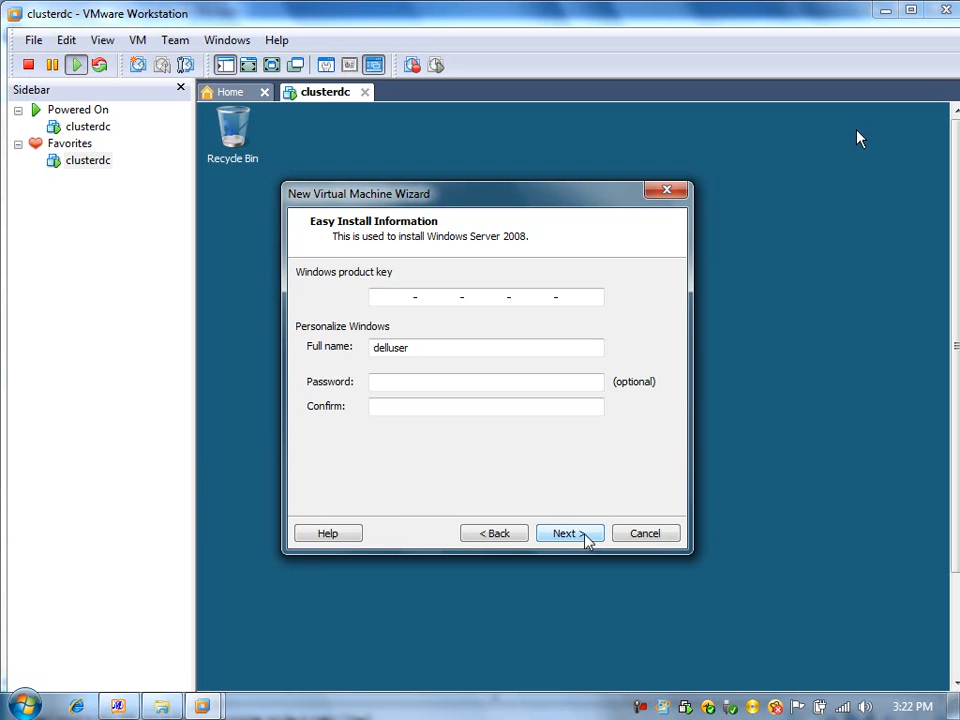 clusterdc - VMware Workstation
File Edit View VM Team Windows Help
Sidebar
Home
clusterdc
Powered On
clusterdc
Favorites
clusterdc
Recycle Bin
New Virtual Machine Wizard
Easy Install Information
This is used to install Windows Server 2008.
Windows product key
- - - -
Personalize Windows
Full name: delluser
Password: (optional)
Confirm:
Help < Back Next > Cancel
3:22 PM